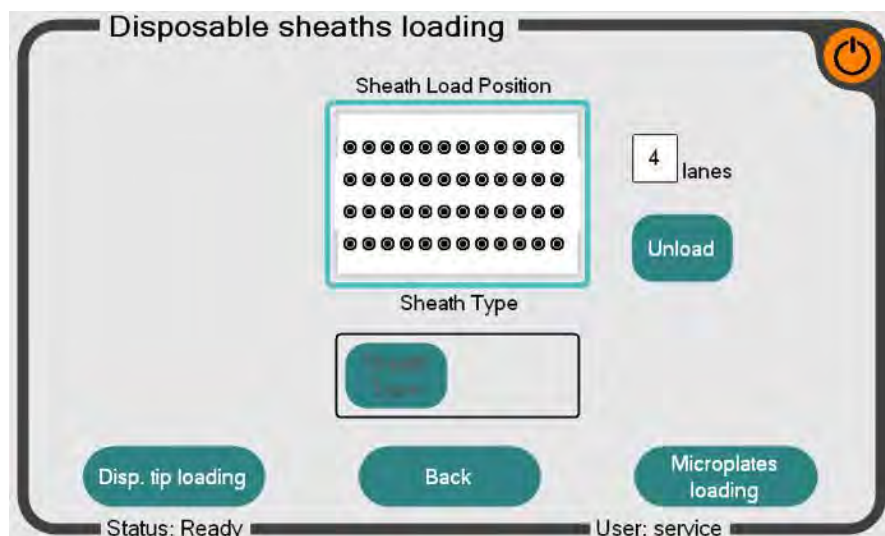 Disposable sheaths loading
Sheath Load Position
4
lanes
Unload
Sheath Type
Disp. tip loading
Back
Microplates
loading
Status: Ready
User: service